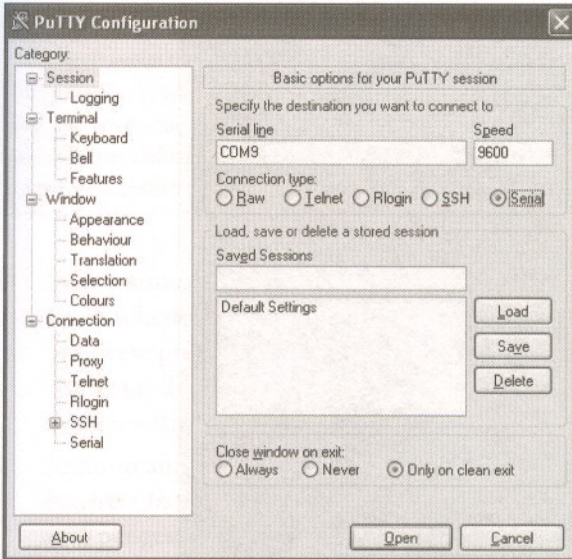 PuTTY Configuration
Category:
Session
Logging
Terminal
Keyboard
Bell
Features
Window
Appearance
Behaviour
Translation
Selection
Colours
Connection
Data
Proxy
Telnet
Rlogin
SSH
Serial
Basic options for your PuTTY session
Specify the destination you want to connect to
Serial line Speed
COM9 9600
Connection type:
Raw Telnet Rlogin SSH Serial
Load, save or delete a stored session
Saved Sessions
Default Settings
Load
Save
Delete
Close window on exit:
Always Never Only on clean exit
About Open Cancel